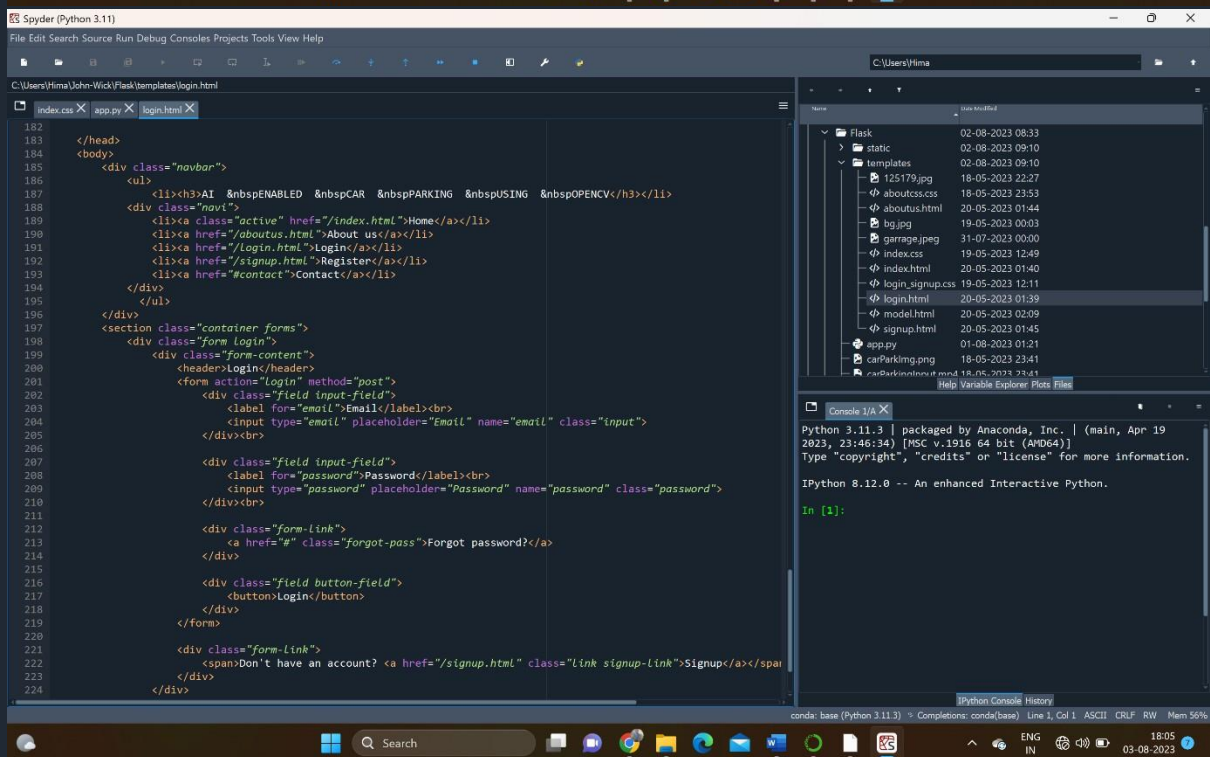 Spyder (Python 3.11)
File Edit Search Source Run Debug Consoles Projects Tools View Help
C:\Users\Hima
C:\Users\Hima\John-Wick\Flask\templates\login.html
index.css app.py login.html
182
183 </head>
184 <body>
185 <div class="navbar">
186 <ul>
187 <li><h3>AI &nbspENABLED &nbspCAR &nbspPARKING &nbspUSING &nbspOPENCV</h3></li>
188 <div class="navi">
189 <li><a class="active" href="/index.html">Home</a></li>
190 <li><a href="/aboutus.html">About us</a></li>
191 <li><a href="/login.html">Login</a></li>
192 <li><a href="/signup.html">Register</a></li>
193 <li><a href="#contact">Contact</a></li>
194 </div>
195 </ul>
196 </div>
197 <section class="container forms">
198 <div class="form login">
199 <div class="form-content">
200 <header>Login</header>
201 <form action="login" method="post">
202 <div class="field input-field">
203 <label for="email">Email</label><br>
204 <input type="email" placeholder="Email" name="email" class="input">
205 </div><br>
206
207 <div class="field input-field">
208 <label for="password">Password</label><br>
209 <input type="password" placeholder="Password" name="password" class="password">
210 </div><br>
211
212 <div class="form-link">
213 <a href="#" class="forgot-pass">Forgot password?</a>
214 </div>
215
216 <div class="field button-field">
217 <button>Login</button>
218 </div>
219 </form>
220
221 <div class="form-link">
222 <span>Don't have an account? <a href="/signup.html" class="link signup-link">Signup</a></span
223 </div>
224 </div>
Name Date Modified
Flask 02-08-2023 08:33
static 02-08-2023 09:10
templates 02-08-2023 09:10
125179.jpg 18-05-2023 22:27
aboutcss.css 18-05-2023 23:53
aboutus.html 20-05-2023 01:44
bg.jpg 19-05-2023 00:03
garrage.jpeg 31-07-2023 00:00
index.css 19-05-2023 12:49
index.html 20-05-2023 01:40
login_signup.css 19-05-2023 12:11
login.html 20-05-2023 01:39
model.html 20-05-2023 02:09
signup.html 20-05-2023 01:45
app.py 01-08-2023 01:21
carParkImg.png 18-05-2023 23:41
carParkingInput.mp4 18-05-2023 23:41
Help Variable Explorer Plots Files
Console 1/A
Python 3.11.3 | packaged by Anaconda, Inc. | (main, Apr 19
2023, 23:46:34) [MSC v.1916 64 bit (AMD64)]
Type "copyright", "credits" or "license" for more information.
IPython 8.12.0 -- An enhanced Interactive Python.
In [1]:
IPython Console History
conda: base (Python 3.11.3) Completions: conda(base) Line 1, Col 1 ASCII CRLF RW Mem 56%
Search
ENG
IN
18:05
03-08-2023